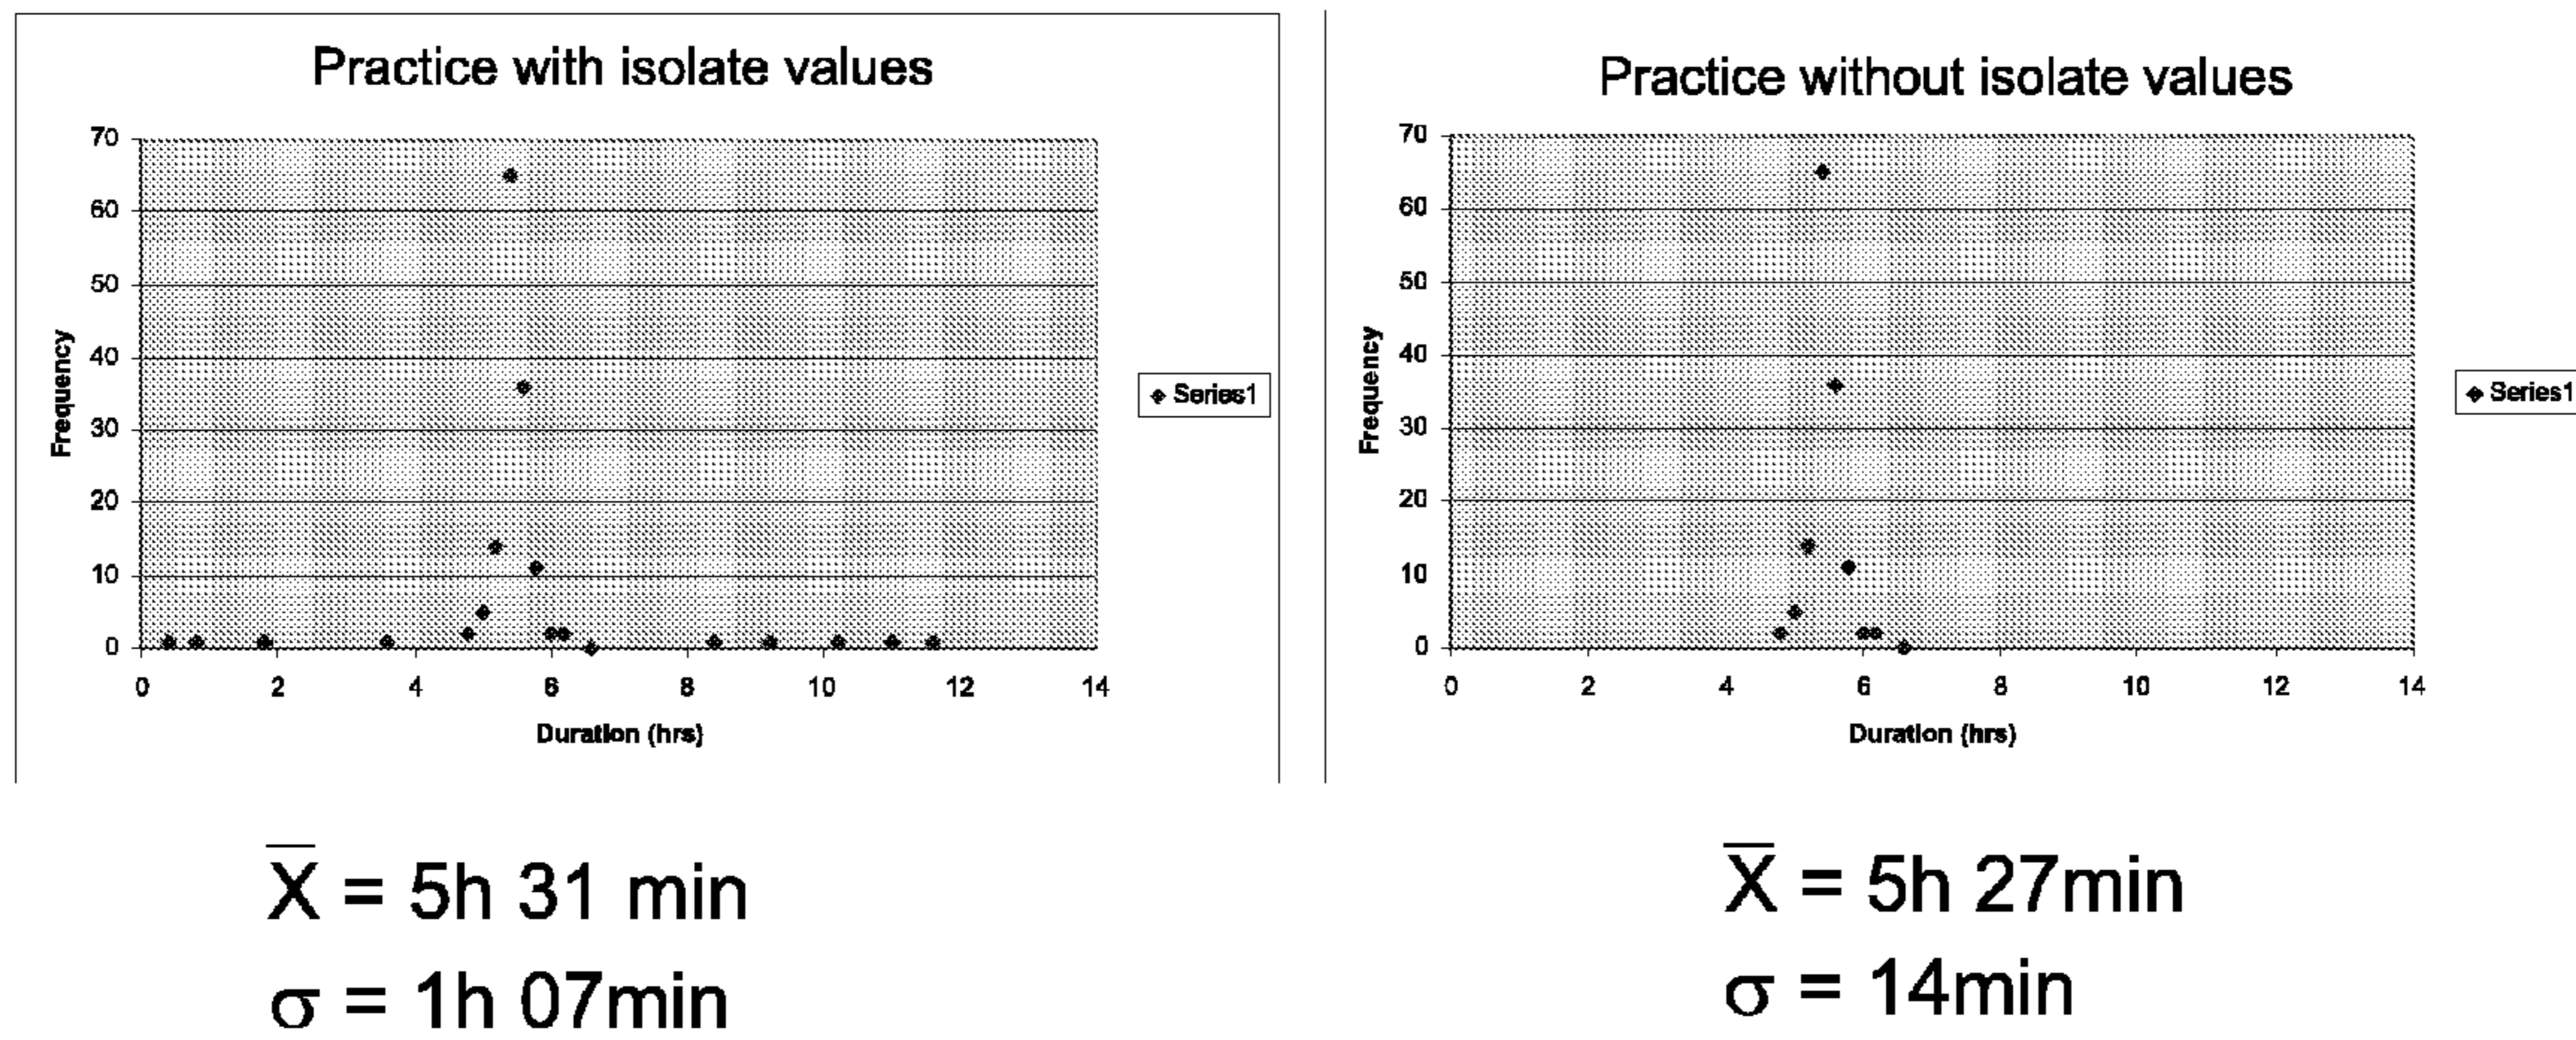 Practice with isolate values
70
60
50
40
30
20
10
0
Frequency
0 2 4 6 8 10 12 14
Duration (hrs)
Series1
X = 5h 31 min
σ = 1h 07min
Practice without isolate values
70
60
50
40
30
20
10
0
Frequency
0 2 4 6 8 10 12 14
Duration (hrs)
Series1
X = 5h 27min
σ = 14min